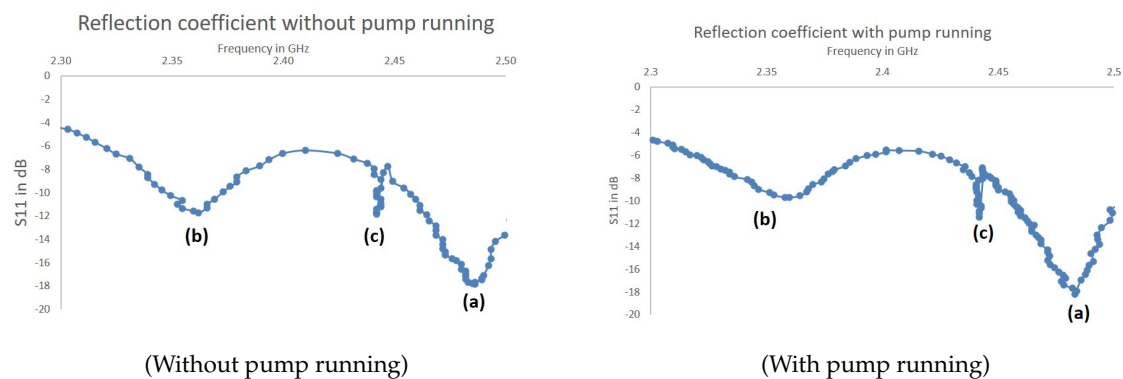 Reflection coefficient without pump running
Frequency in GHz
2.30 2.35 2.40 2.45 2.50
0
-2
-4
-6
-8
-10
-12
-14
-16
-18
-20
S11 in dB
(b)
(c)
(a)
(Without pump running)
Reflection coefficient with pump running
Frequency in GHz
2.3 2.35 2.4 2.45 2.5
0
-2
-4
-6
-8
-10
-12
-14
-16
-18
-20
S11 in dB
(b)
(c)
(a)
(With pump running)